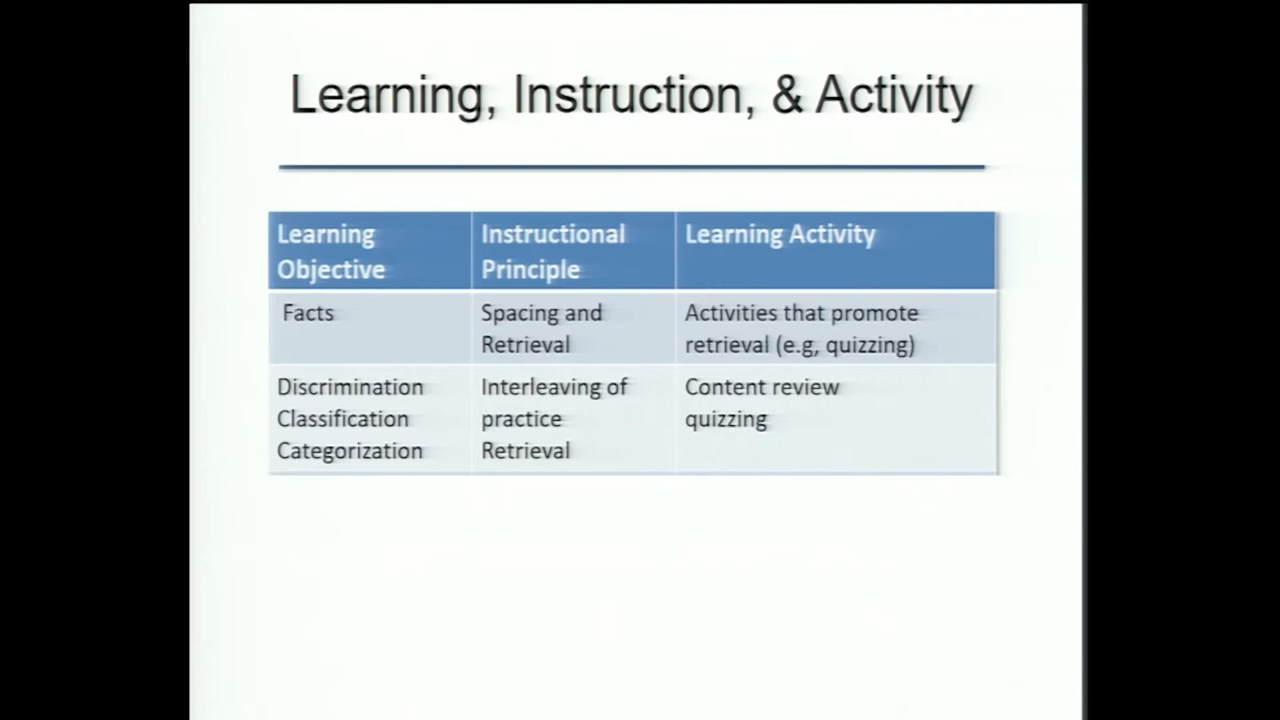 Learning, Instruction, & Activity
Learning
Objective
Instructional
Principle
Learning Activity
Facts
Spacing and
Retrieval
Activities that promote
retrieval (e.g, quizzing)
Discrimination
Classification
Categorization
Interleaving of
practice
Retrieval
Content review
quizzing